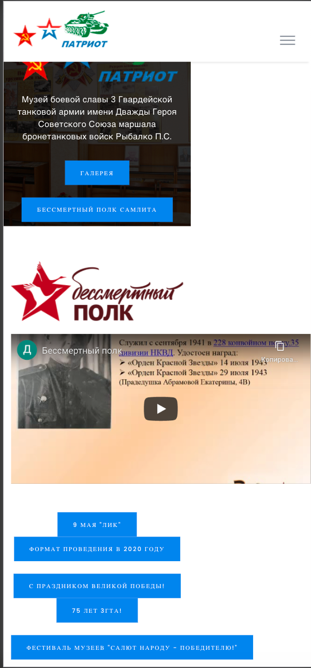 ПАТРИОТ
ПАТРИОТ
Музей боевой славы 3 Гвардейской
танковой армии имени Дважды Героя
Советского Союза маршала
бронетанковых войск Рыбалко П.С.
ГАЛЕРЕЯ
БЕССМЕРТНЫЙ ПОЛК САМЛИТА
бессмертный
ПОЛК
Д
Бессмертный полк
Служил с сентября 1941 в 228 конвойном полку 35
дивизии НКВД. Удостоен наград:
➢ «Орден Красной Звезды» 14 июля 1943
➢ «Орден Красной Звезды» 29 июля 1943
(Прадедушка Абрамовой Екатерины, 4В)
9 МАЯ "ЛИК"
ФОРМАТ ПРОВЕДЕНИЯ В 2020 ГОДУ
С ПРАЗДНИКОМ ВЕЛИКОЙ ПОБЕДЫ!
75 ЛЕТ 3ГТА!
ФЕСТИВАЛЬ МУЗЕЕВ "САЛЮТ НАРОДУ – ПОБЕДИТЕЛЮ!"